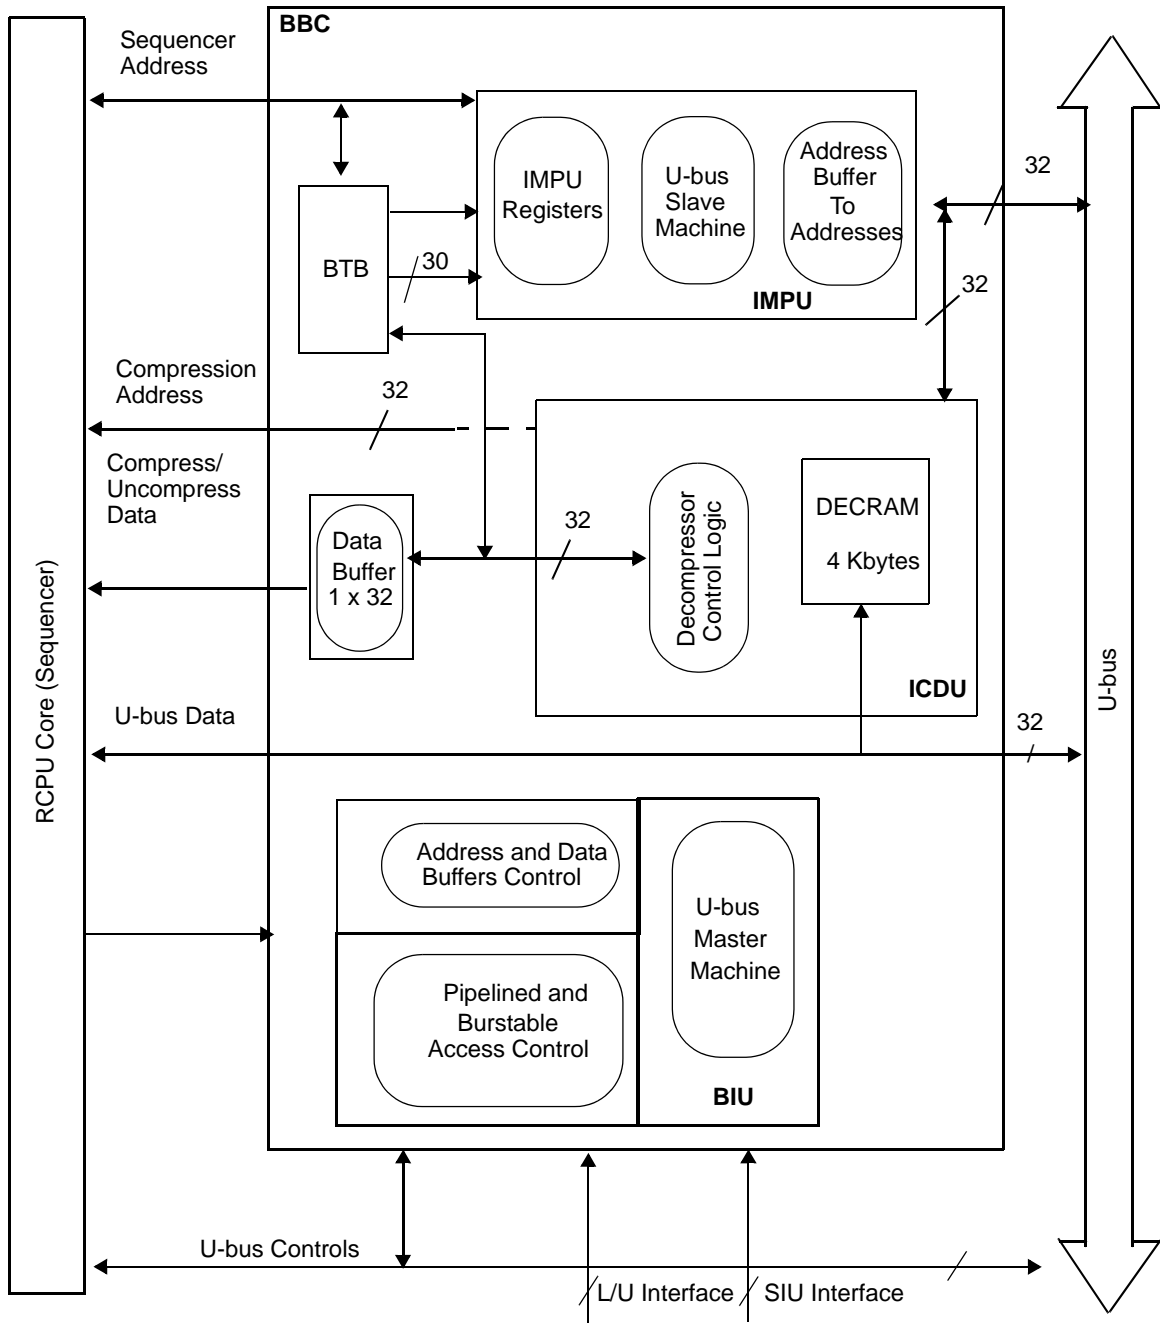 BBC
Sequencer
Address
IMPU
Registers
U-bus
Slave
Machine
Address
Buffer
To
Addresses
32
BTB
30
IMPU
32
Compression
Address
32
Compress/
Uncompress
Data
Data
Buffer
1 x 32
32
Decompressor
Control Logic
DECRAM
4 Kbytes
ICDU
RCPU Core (Sequencer)
U-bus
U-bus Data
32
Address and Data
Buffers Control
U-bus
Master
Machine
Pipelined and
Burstable
Access Control
BIU
U-bus Controls
L/U Interface
SIU Interface